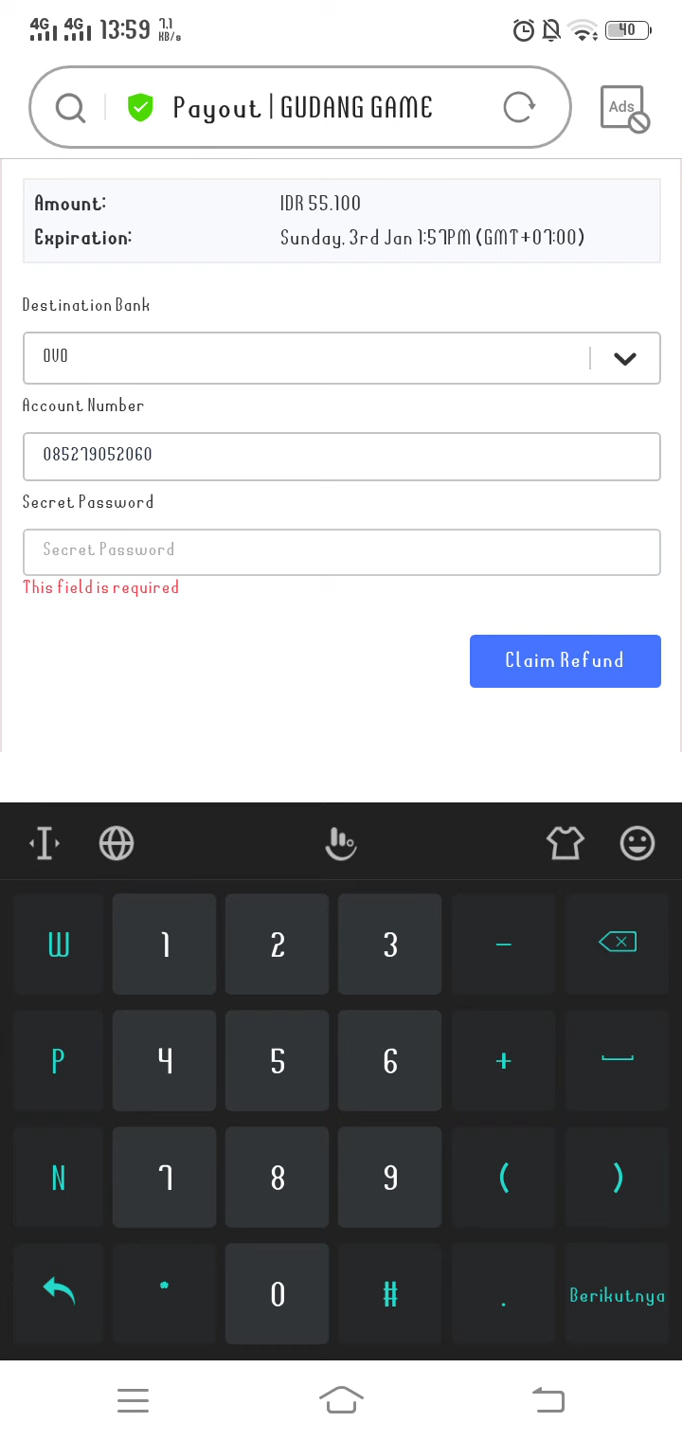 4G 4G 13:59 7.1 KB/s 40
Payout | GUDANG GAME
Ads
Amount: IDR 55.100
Expiration: Sunday, 3rd Jan 1:57PM (GMT+07:00)
Destination Bank
OVO
Account Number
085279052060
Secret Password
Secret Password
This field is required
Claim Refund
W 1 2 3 -
P 4 5 6 +
N 7 8 9 ( )
* 0 # . Berikutnya